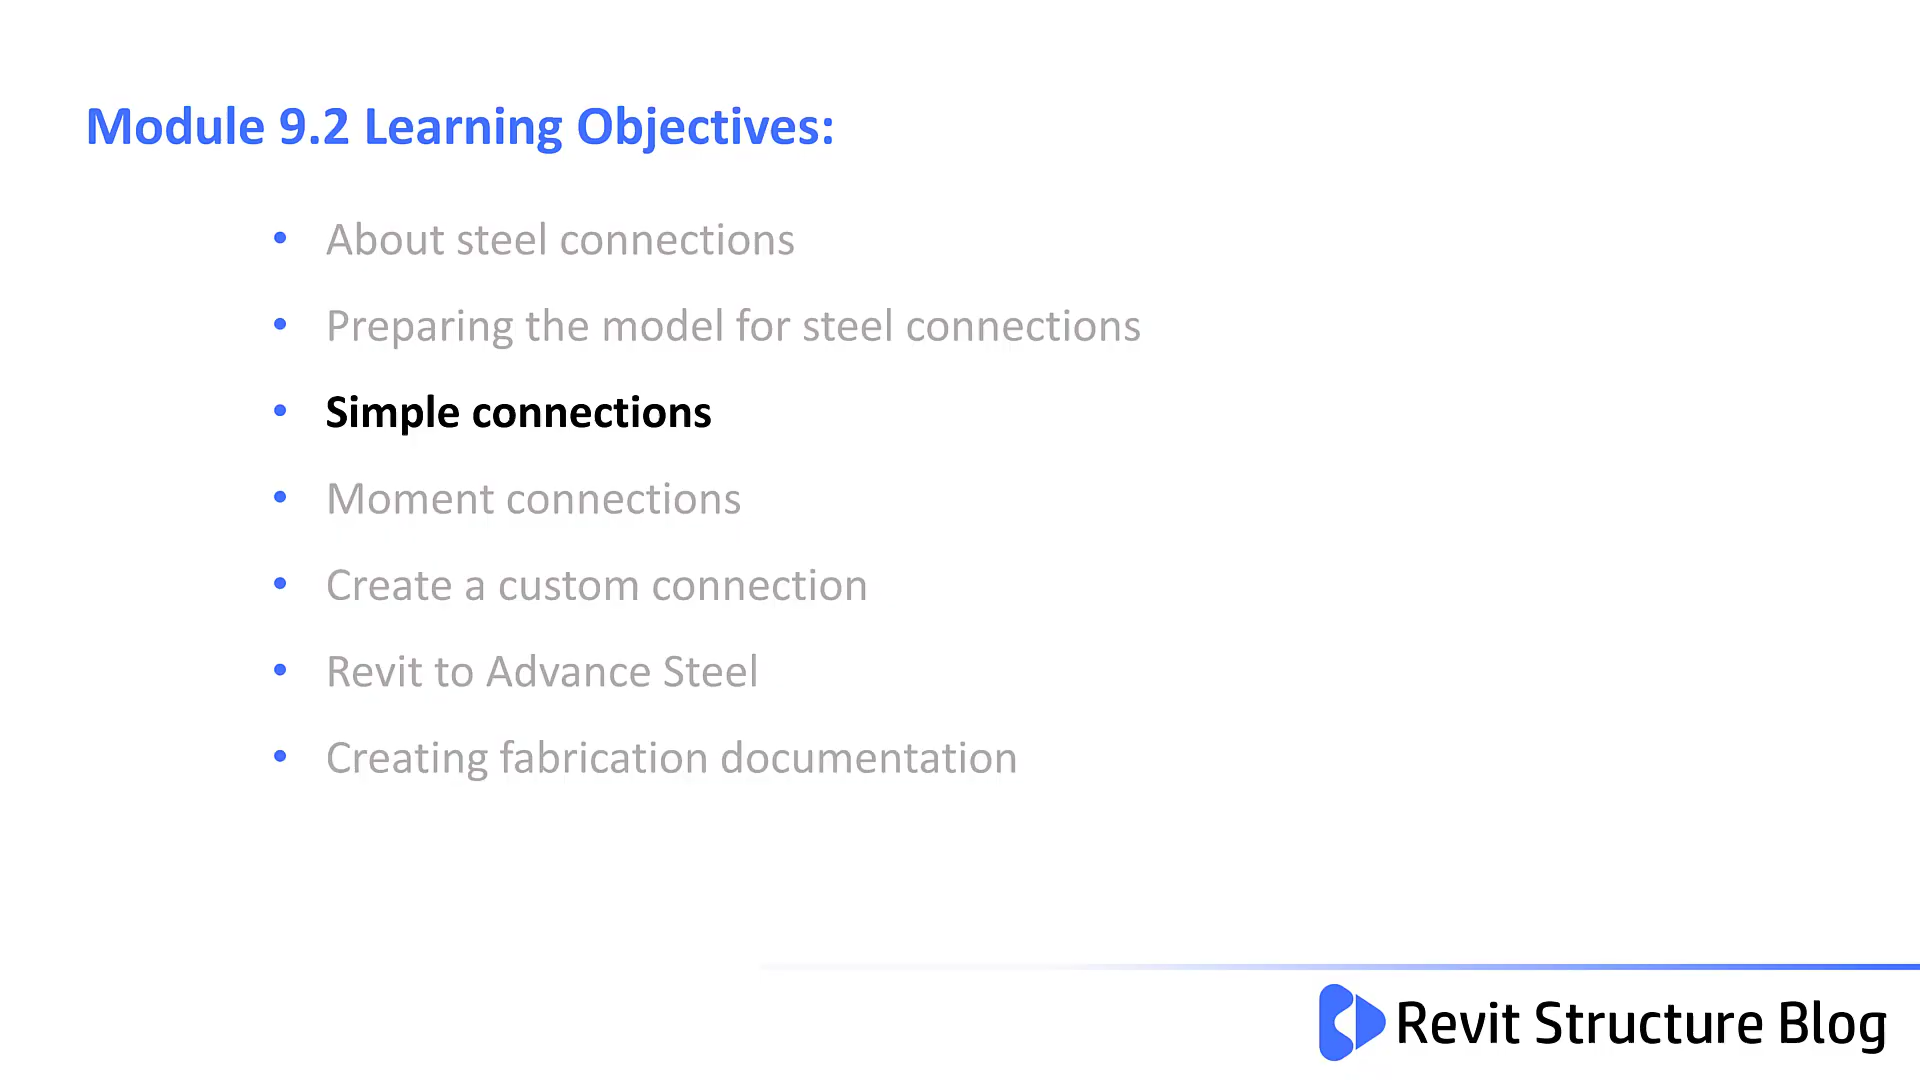 Module 9.2 Learning Objectives:
• About steel connections
• Preparing the model for steel connections
• Simple connections
• Moment connections
• Create a custom connection
• Revit to Advance Steel
• Creating fabrication documentation
Revit Structure Blog